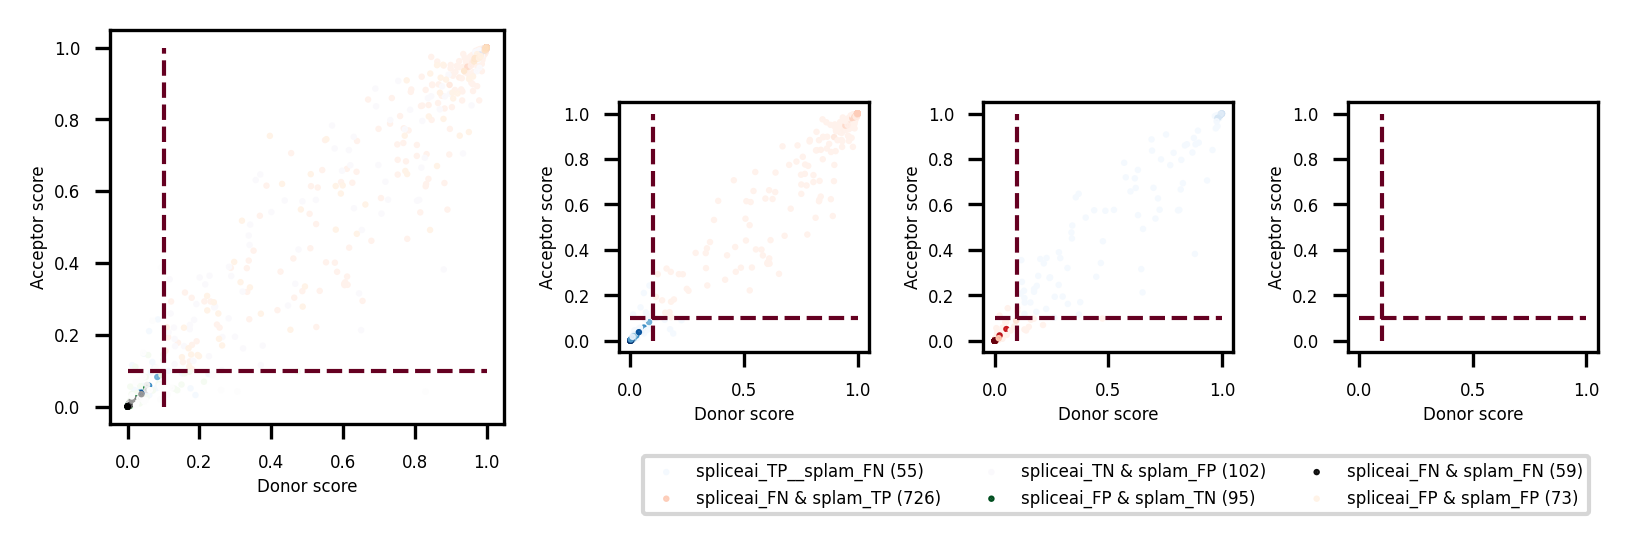 1.0
0.8
0.6
0.4
0.2
0.0
Acceptor score
0.0 0.2 0.4 0.6 0.8 1.0
Donor score
1.0
0.8
0.6
0.4
0.2
0.0
Acceptor score
0.0 0.5 1.0
Donor score
1.0
0.8
0.6
0.4
0.2
0.0
Acceptor score
0.0 0.5 1.0
Donor score
1.0
0.8
0.6
0.4
0.2
0.0
Acceptor score
0.0 0.5 1.0
Donor score
spliceai_TP__splam_FN (55)
spliceai_FN & splam_TP (726)
spliceai_TN & splam_FP (102)
spliceai_FP & splam_TN (95)
spliceai_FN & splam_FN (59)
spliceai_FP & splam_FP (73)